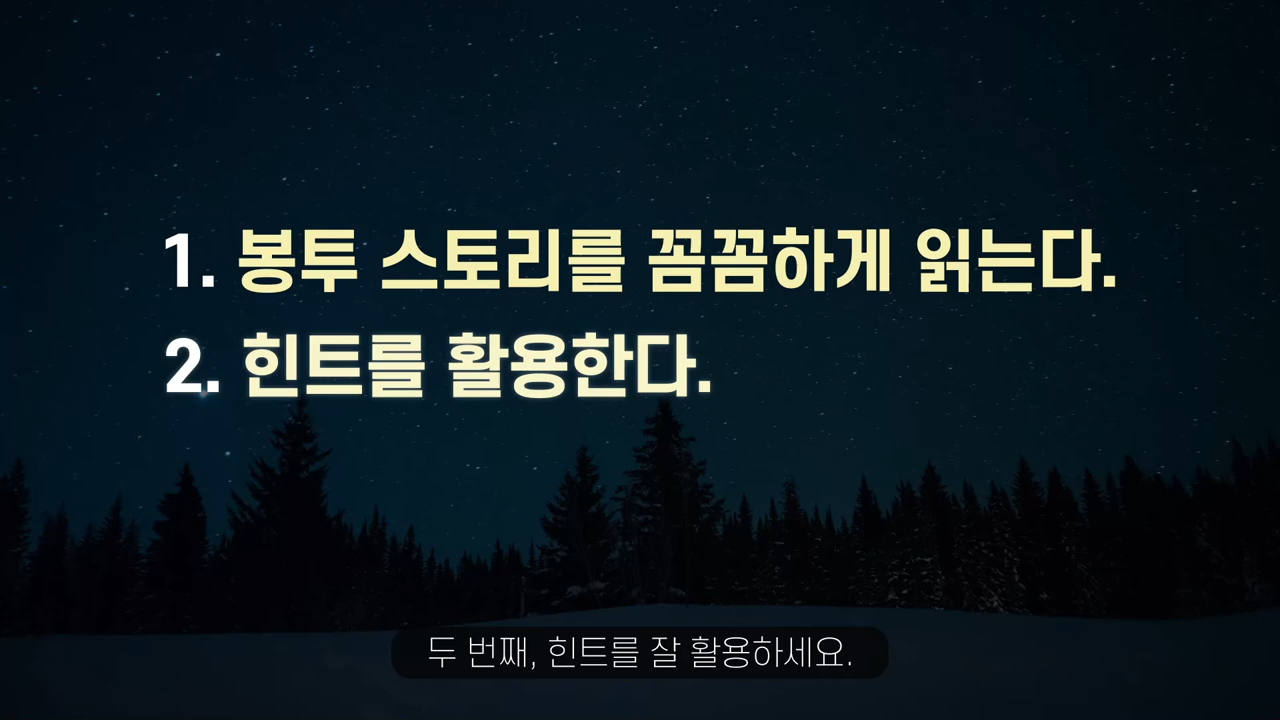 1. 봉투 스토리를 꼼꼼하게 읽는다.
2. 힌트를 활용한다.
두 번째, 힌트를 잘 활용하세요.